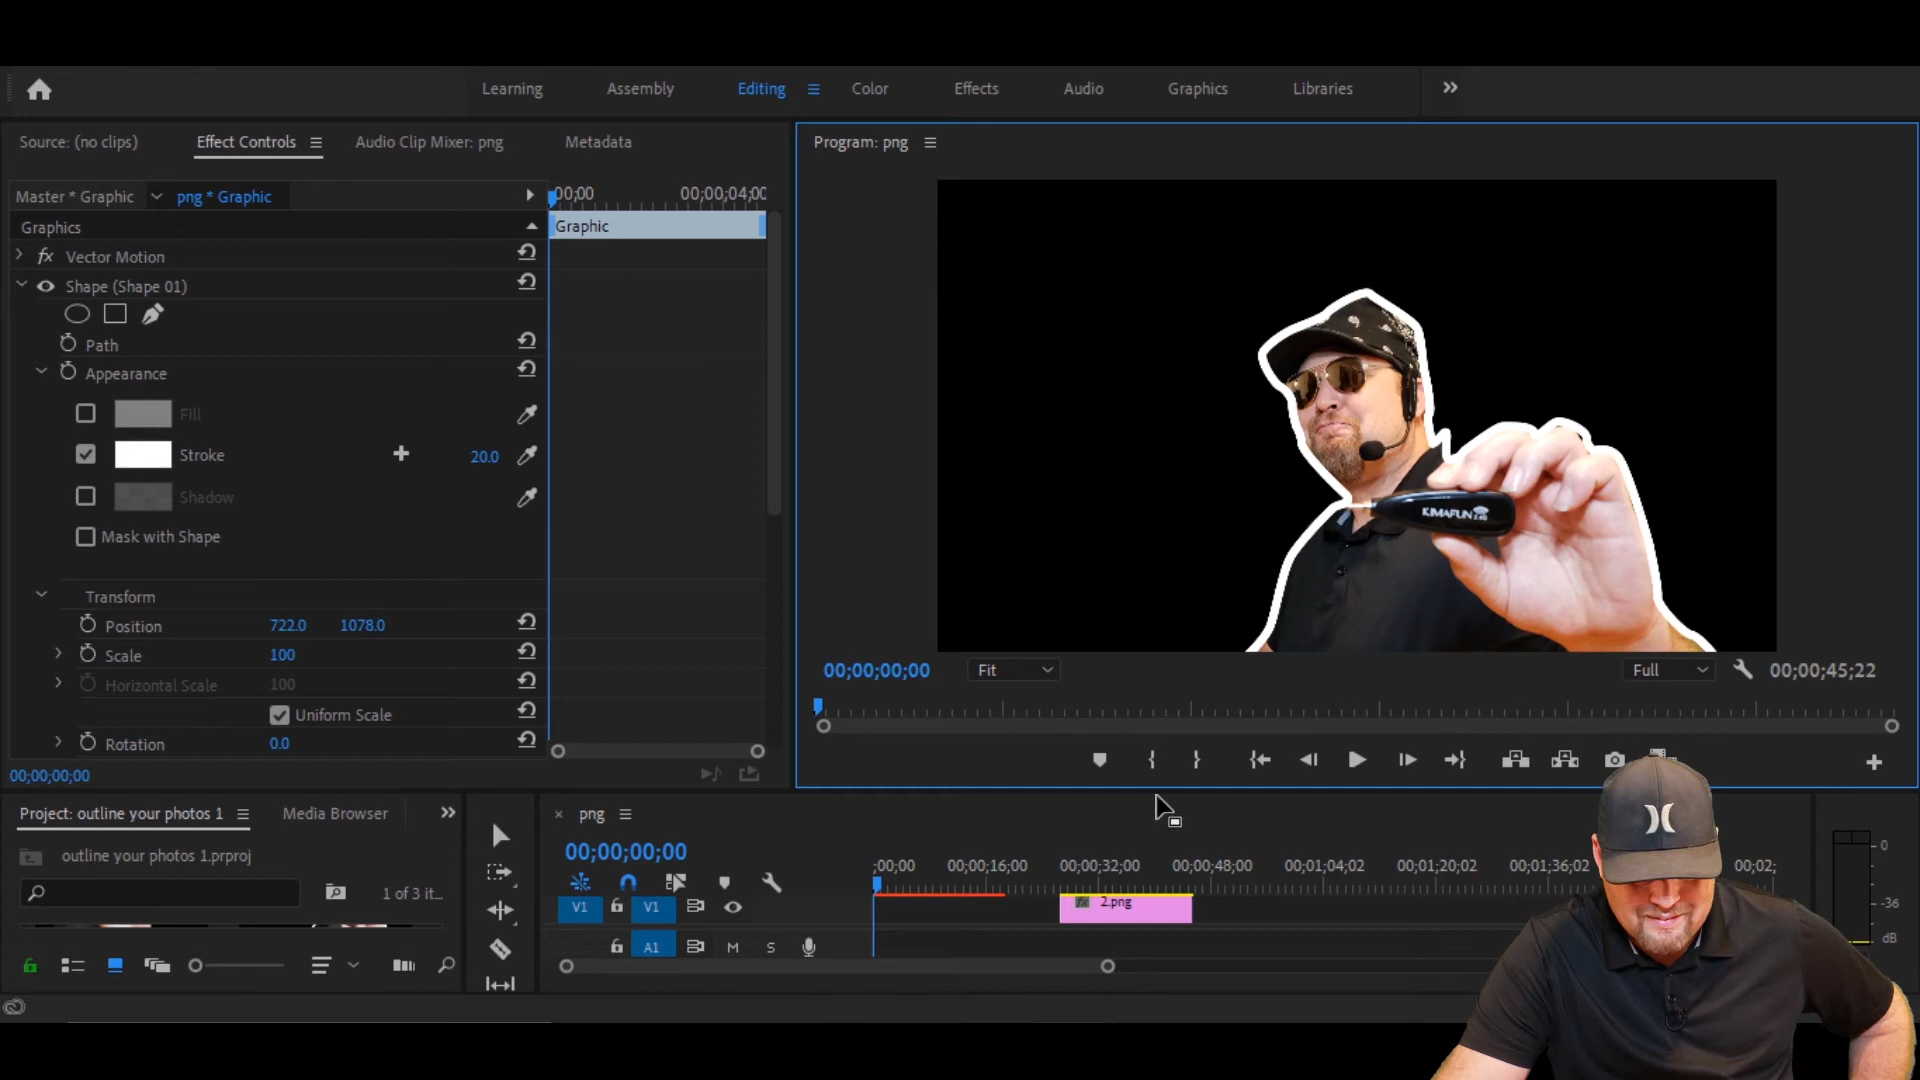 Learning Assembly Editing Color Effects Audio Graphics Libraries
Source: (no clips) Effect Controls Audio Clip Mixer: png Metadata
Program: png
Master * Graphic png * Graphic
;00;00 00;00;04;00
Graphics
Graphic
fx Vector Motion
Shape (Shape 01)
Path
Appearance
Fill
Stroke 20.0
Shadow
Mask with Shape
Transform
Position 722.0 1078.0
Scale 100
Horizontal Scale 100
Uniform Scale
Rotation 0.0
00;00;00;00
KIMAFUN
00;00;00;00 Fit Full 00;00;45;22
Project: outline your photos 1 Media Browser
outline your photos 1.prproj
1 of 3 it...
png
00;00;00;00
;00;00 00;00;16;00 00;00;32;00 00;00;48;00 00;01;04;02 00;01;20;02 00;01;36;02 00;02;
V1 V1 fx 2.png
A1 M S
0
-36
dB